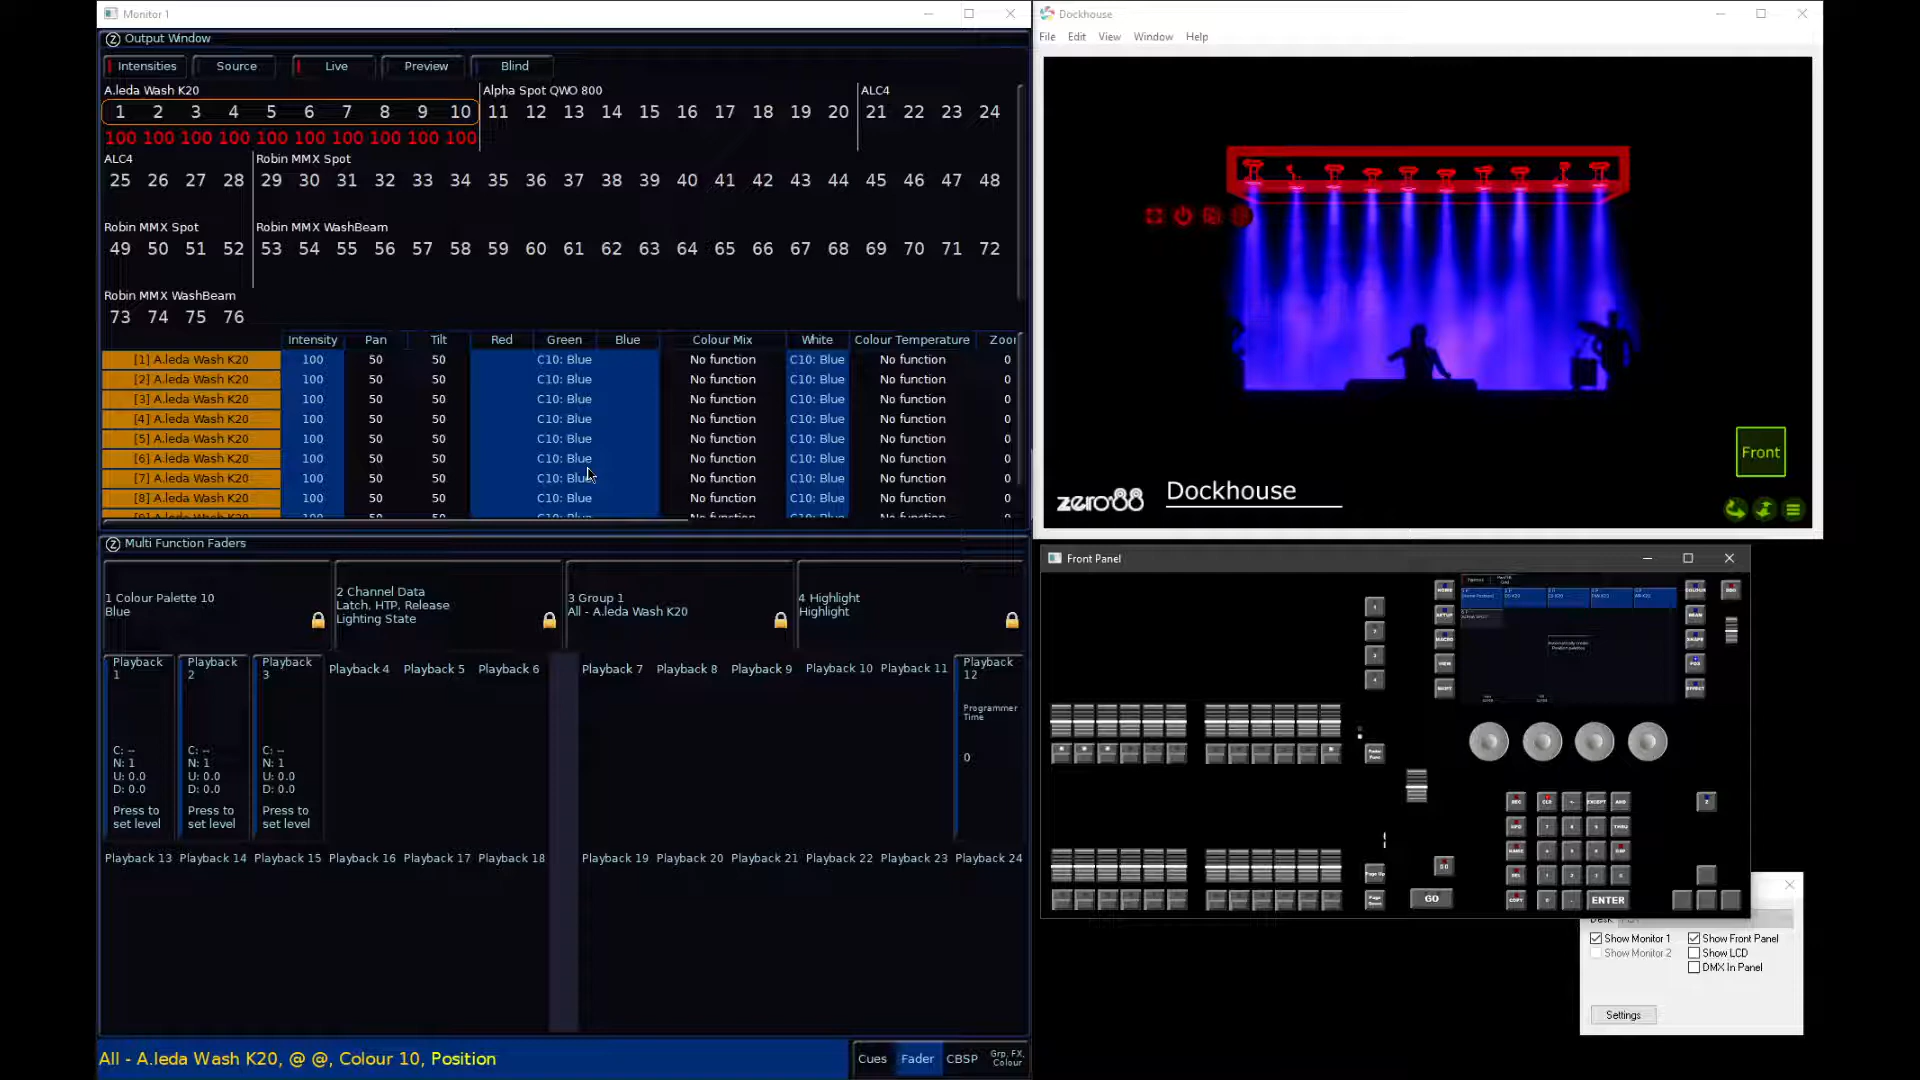 Monitor 1
Output Window
Intensities Source Live Preview Blind
A.leda Wash K20 Alpha Spot QWO 800 ALC4
1 2 3 4 5 6 7 8 9 10 11 12 13 14 15 16 17 18 19 20 21 22 23 24
100 100 100 100 100 100 100 100 100 100
ALC4 Robin MMX Spot
25 26 27 28 29 30 31 32 33 34 35 36 37 38 39 40 41 42 43 44 45 46 47 48
Robin MMX Spot Robin MMX WashBeam
49 50 51 52 53 54 55 56 57 58 59 60 61 62 63 64 65 66 67 68 69 70 71 72
Robin MMX WashBeam
73 74 75 76
Intensity Pan Tilt Red Green Blue Colour Mix White Colour Temperature Zoom
[1] A.leda Wash K20 100 50 50 C10: Blue No function C10: Blue No function 0
[2] A.leda Wash K20 100 50 50 C10: Blue No function C10: Blue No function 0
[3] A.leda Wash K20 100 50 50 C10: Blue No function C10: Blue No function 0
[4] A.leda Wash K20 100 50 50 C10: Blue No function C10: Blue No function 0
[5] A.leda Wash K20 100 50 50 C10: Blue No function C10: Blue No function 0
[6] A.leda Wash K20 100 50 50 C10: Blue No function C10: Blue No function 0
[7] A.leda Wash K20 100 50 50 C10: Blue No function C10: Blue No function 0
[8] A.leda Wash K20 100 50 50 C10: Blue No function C10: Blue No function 0
Multi Function Faders
1 Colour Palette 10
Blue
2 Channel Data
Latch, HTP, Release
Lighting State
3 Group 1
All - A.leda Wash K20
4 Highlight
Highlight
Playback 1
C: --
N: 1
U: 0.0
D: 0.0
Press to
set level
Playback 2
C: --
N: 1
U: 0.0
D: 0.0
Press to
set level
Playback 3
C: --
N: 1
U: 0.0
D: 0.0
Press to
set level
Playback 4 Playback 5 Playback 6 Playback 7 Playback 8 Playback 9 Playback 10 Playback 11
Playback 12
Programmer
Time
0
Playback 13 Playback 14 Playback 15 Playback 16 Playback 17 Playback 18 Playback 19 Playback 20 Playback 21 Playback 22 Playback 23 Playback 24
All - A.leda Wash K20, @ @, Colour 10, Position
Cues Fader CBSP Grp, FX,
Colour
Dockhouse
File Edit View Window Help
Front
zero88 Dockhouse
Front Panel
GO
ENTER
Show Monitor 1 Show Front Panel
Show Monitor 2 Show LCD
DMX In Panel
Settings